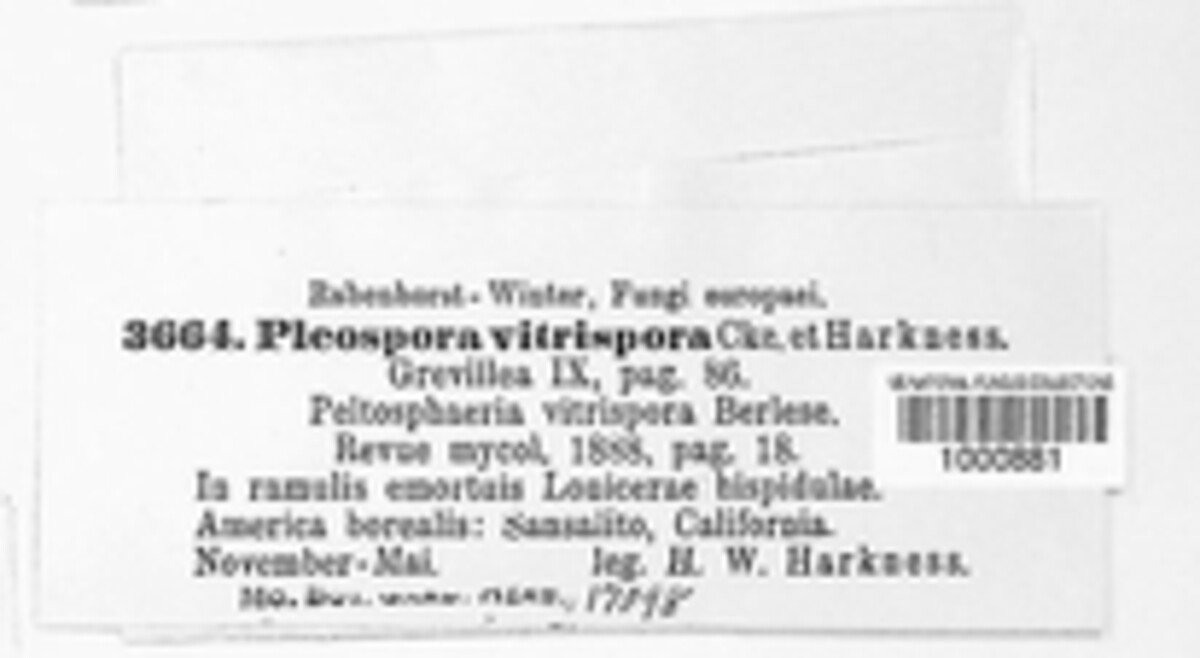 Rabenhorst-Winter, Fungi europaei.
3664. Pleospora vitrispora Cke. et Harkness.
Grevillea IX, pag. 86.
Peltosphaeria vitrispora Berlese.
Revue mycol. 1888, pag. 18.
In ramulis emortuis Lonicerae hispidulae.
America borealis: Sansalito, California.
November-Mai. leg. H. W. Harkness.
1000881